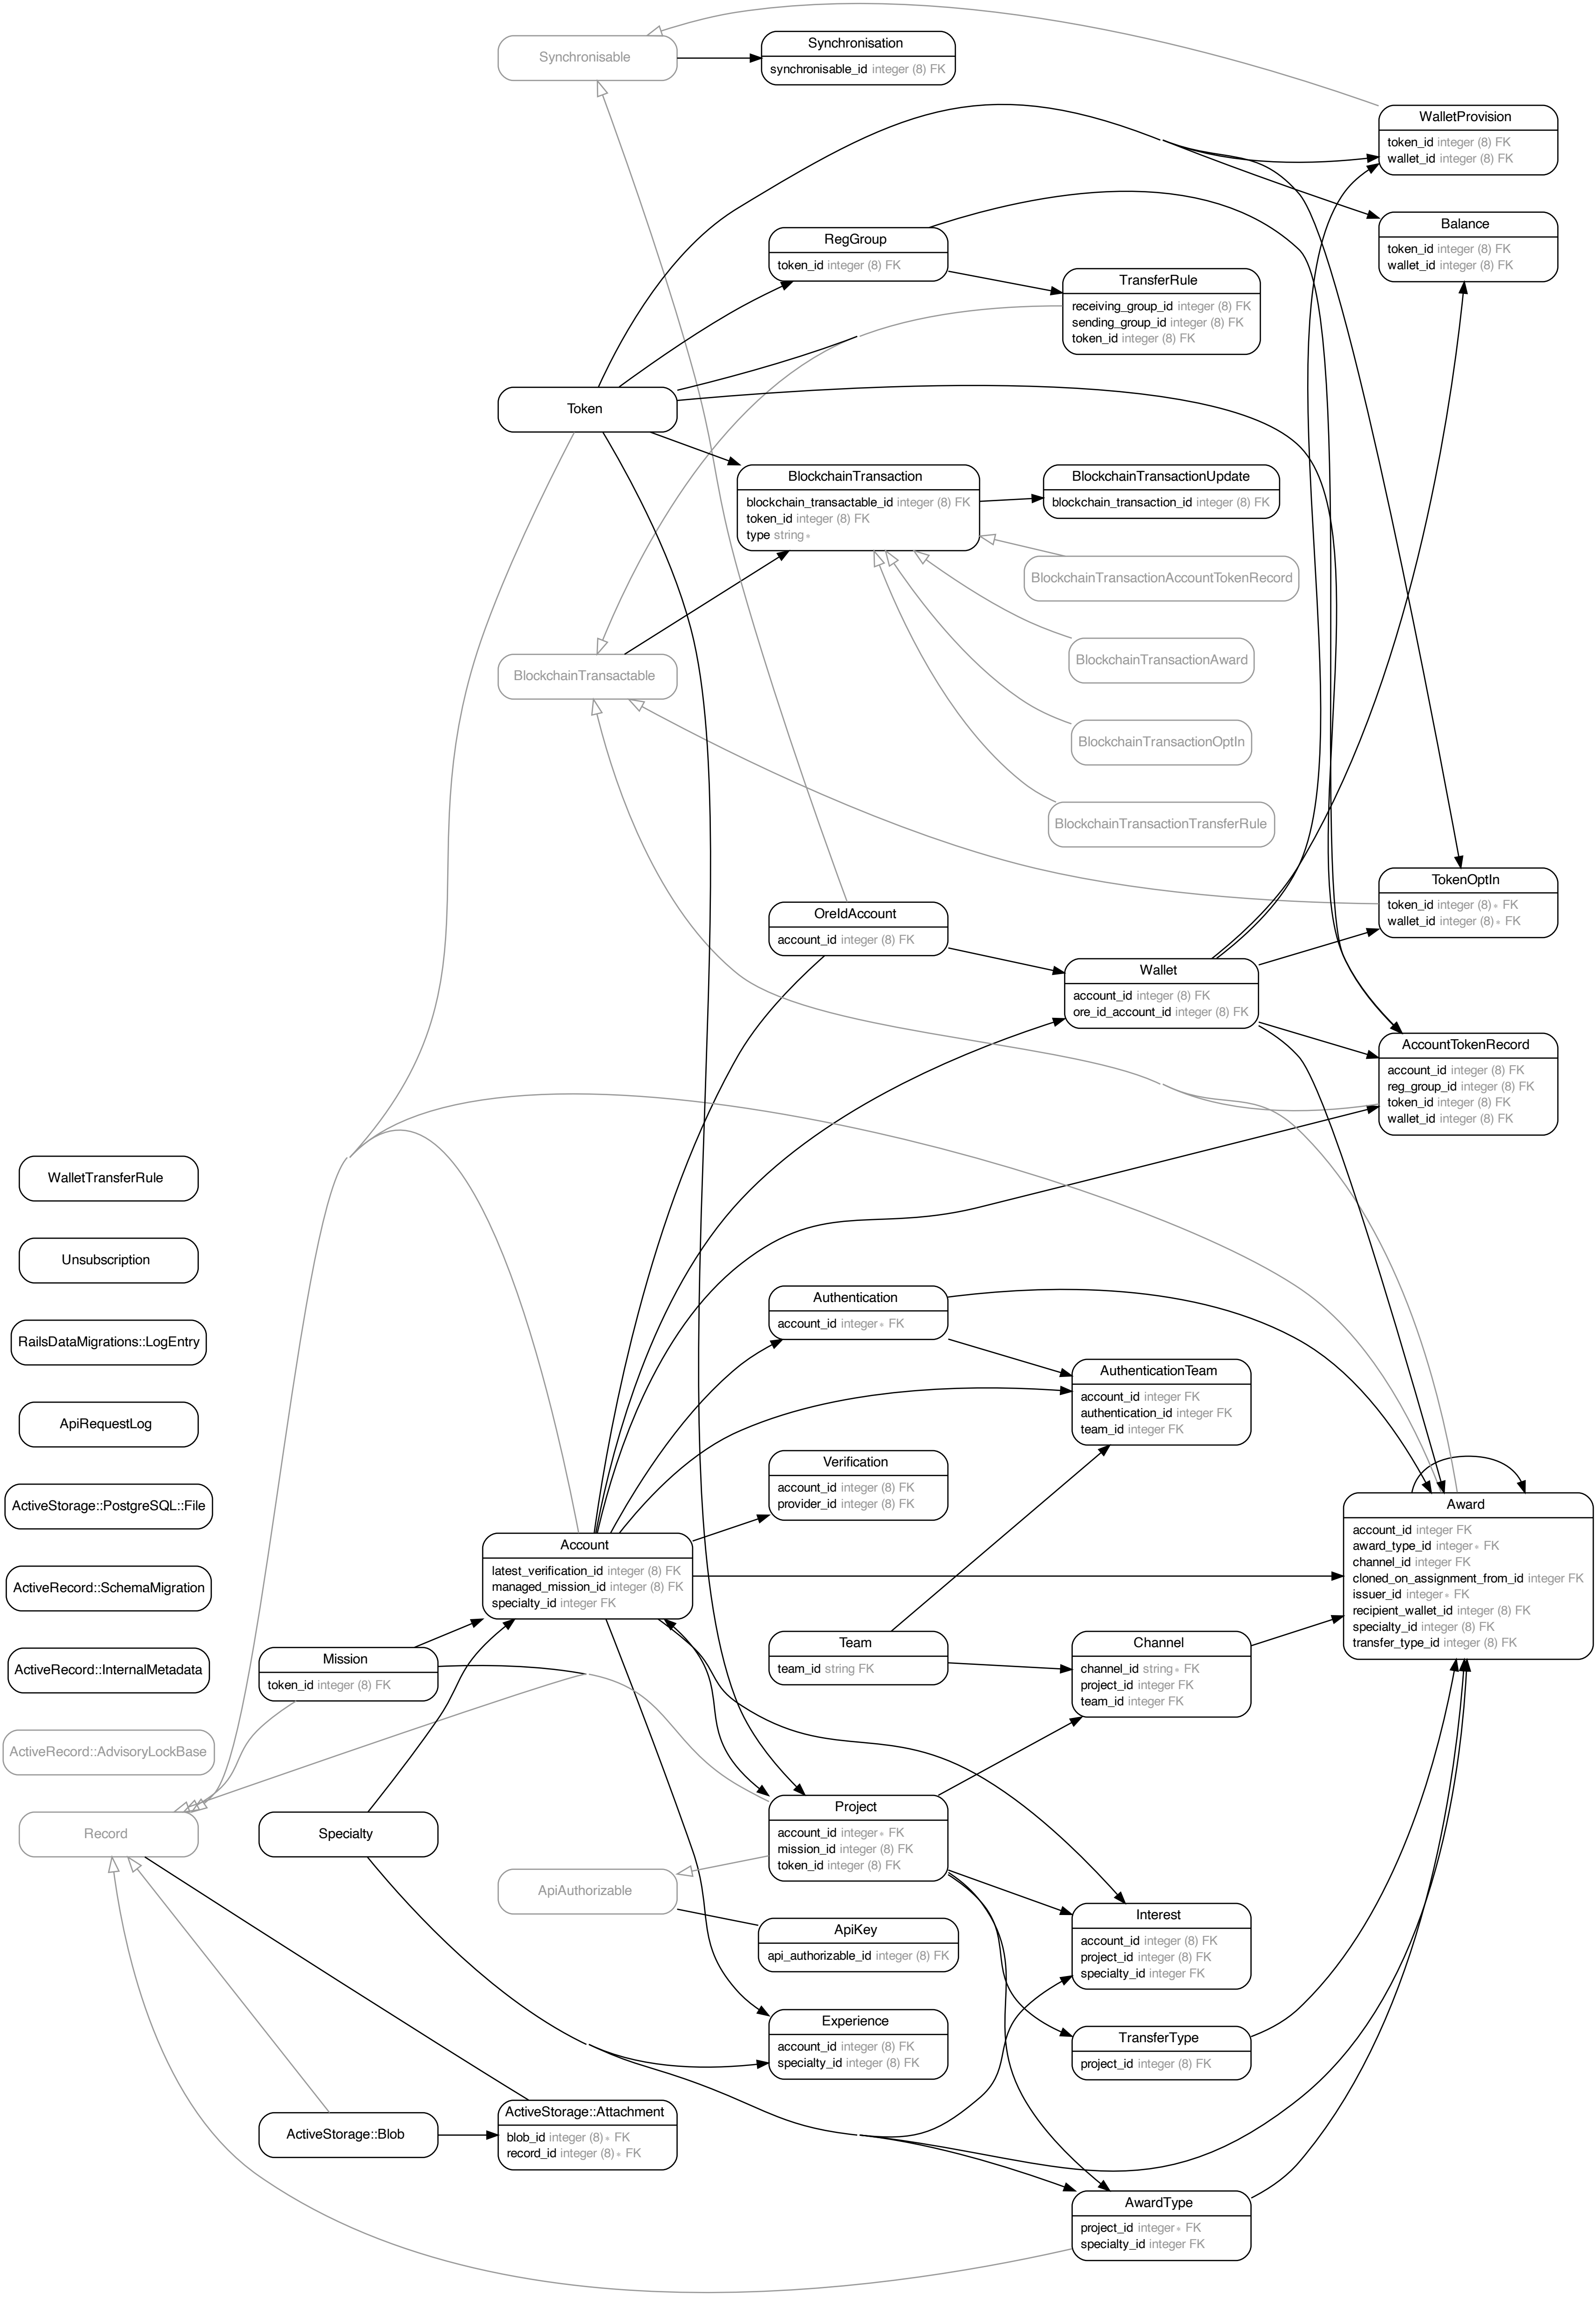 Synchronisable
Synchronisation
synchronisable_id integer (8) FK
WalletProvision
token_id integer (8) FK
wallet_id integer (8) FK
Balance
token_id integer (8) FK
wallet_id integer (8) FK
RegGroup
token_id integer (8) FK
TransferRule
receiving_group_id integer (8) FK
sending_group_id integer (8) FK
token_id integer (8) FK
Token
BlockchainTransaction
blockchain_transactable_id integer (8) FK
token_id integer (8) FK
type string∗
BlockchainTransactionUpdate
blockchain_transaction_id integer (8) FK
BlockchainTransactionAccountTokenRecord
BlockchainTransactionAward
BlockchainTransactable
BlockchainTransactionOptIn
BlockchainTransactionTransferRule
TokenOptIn
token_id integer (8)∗ FK
wallet_id integer (8)∗ FK
OreIdAccount
account_id integer (8) FK
Wallet
account_id integer (8) FK
ore_id_account_id integer (8) FK
AccountTokenRecord
account_id integer (8) FK
reg_group_id integer (8) FK
token_id integer (8) FK
wallet_id integer (8) FK
WalletTransferRule
Unsubscription
RailsDataMigrations::LogEntry
ApiRequestLog
ActiveStorage::PostgreSQL::File
ActiveRecord::SchemaMigration
ActiveRecord::InternalMetadata
ActiveRecord::AdvisoryLockBase
Record
Authentication
account_id integer∗ FK
AuthenticationTeam
account_id integer FK
authentication_id integer FK
team_id integer FK
Verification
account_id integer (8) FK
provider_id integer (8) FK
Account
latest_verification_id integer (8) FK
managed_mission_id integer (8) FK
specialty_id integer FK
Award
account_id integer FK
award_type_id integer∗ FK
channel_id integer FK
cloned_on_assignment_from_id integer FK
issuer_id integer∗ FK
recipient_wallet_id integer (8) FK
specialty_id integer (8) FK
transfer_type_id integer (8) FK
Mission
token_id integer (8) FK
Team
team_id string FK
Channel
channel_id string∗ FK
project_id integer FK
team_id integer FK
Specialty
Project
account_id integer∗ FK
mission_id integer (8) FK
token_id integer (8) FK
ApiAuthorizable
ApiKey
api_authorizable_id integer (8) FK
Interest
account_id integer (8) FK
project_id integer (8) FK
specialty_id integer FK
Experience
account_id integer (8) FK
specialty_id integer (8) FK
TransferType
project_id integer (8) FK
ActiveStorage::Blob
ActiveStorage::Attachment
blob_id integer (8)∗ FK
record_id integer (8)∗ FK
AwardType
project_id integer∗ FK
specialty_id integer FK